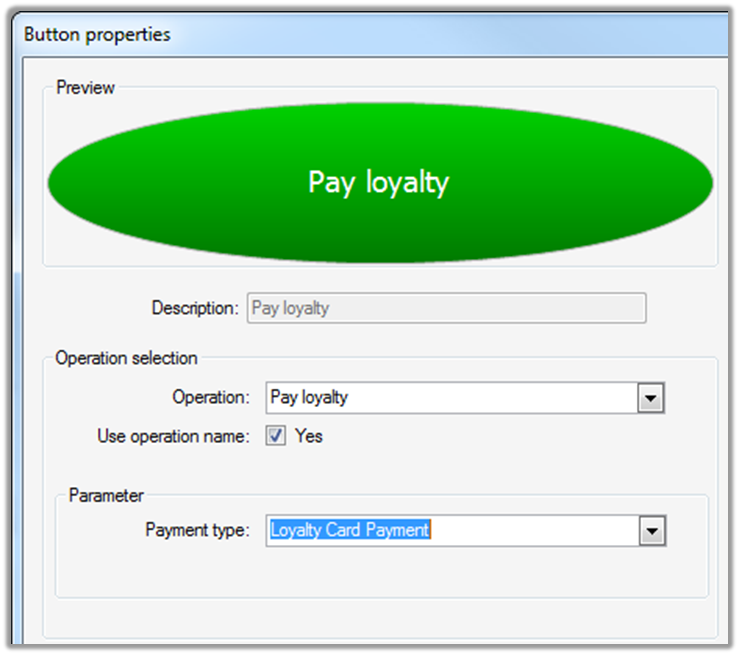 Button properties
Preview
Pay loyalty
Description: Pay loyalty
Operation selection
Operation: Pay loyalty
Use operation name: Yes
Parameter
Payment type: Loyalty Card Payment